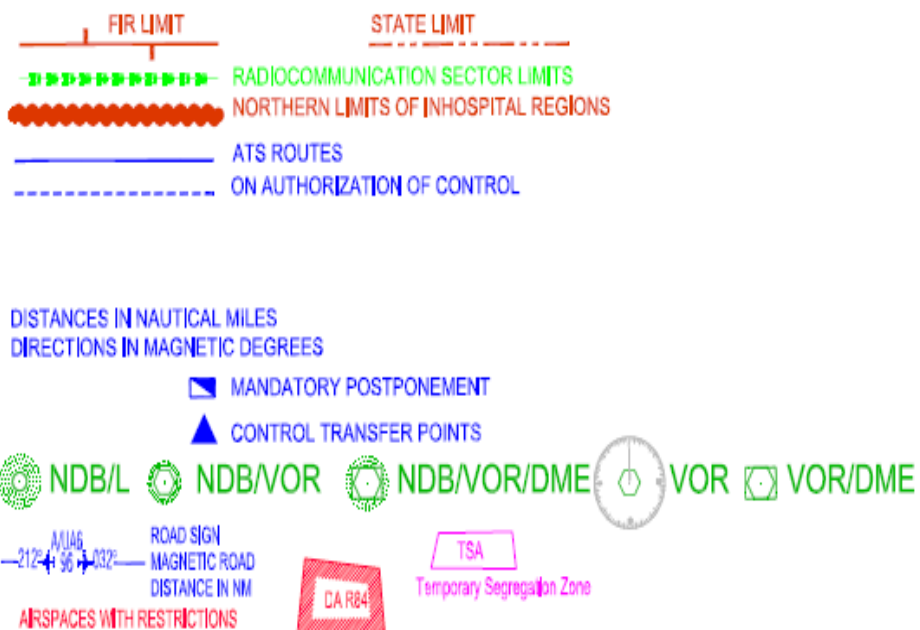 FIR LIMIT STATE LIMIT
RADIOCOMMUNICATION SECTOR LIMITS
NORTHERN LIMITS OF INHOSPITAL REGIONS
ATS ROUTES
ON AUTHORIZATION OF CONTROL
DISTANCES IN NAUTICAL MILES
DIRECTIONS IN MAGNETIC DEGREES
MANDATORY POSTPONEMENT
CONTROL TRANSFER POINTS
NDB/L NDB/VOR NDB/VOR/DME VOR VOR/DME
A/UA6
212° 96 032°
ROAD SIGN
MAGNETIC ROAD
DISTANCE IN NM
TSA
Temporary Segregation Zone
DA R84
AIRSPACES WITH RESTRICTIONS